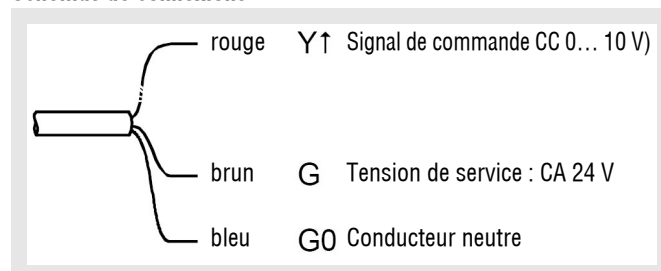 rouge Y↑ Signal de commande CC 0… 10 V)
brun G Tension de service : CA 24 V
bleu G0 Conducteur neutre